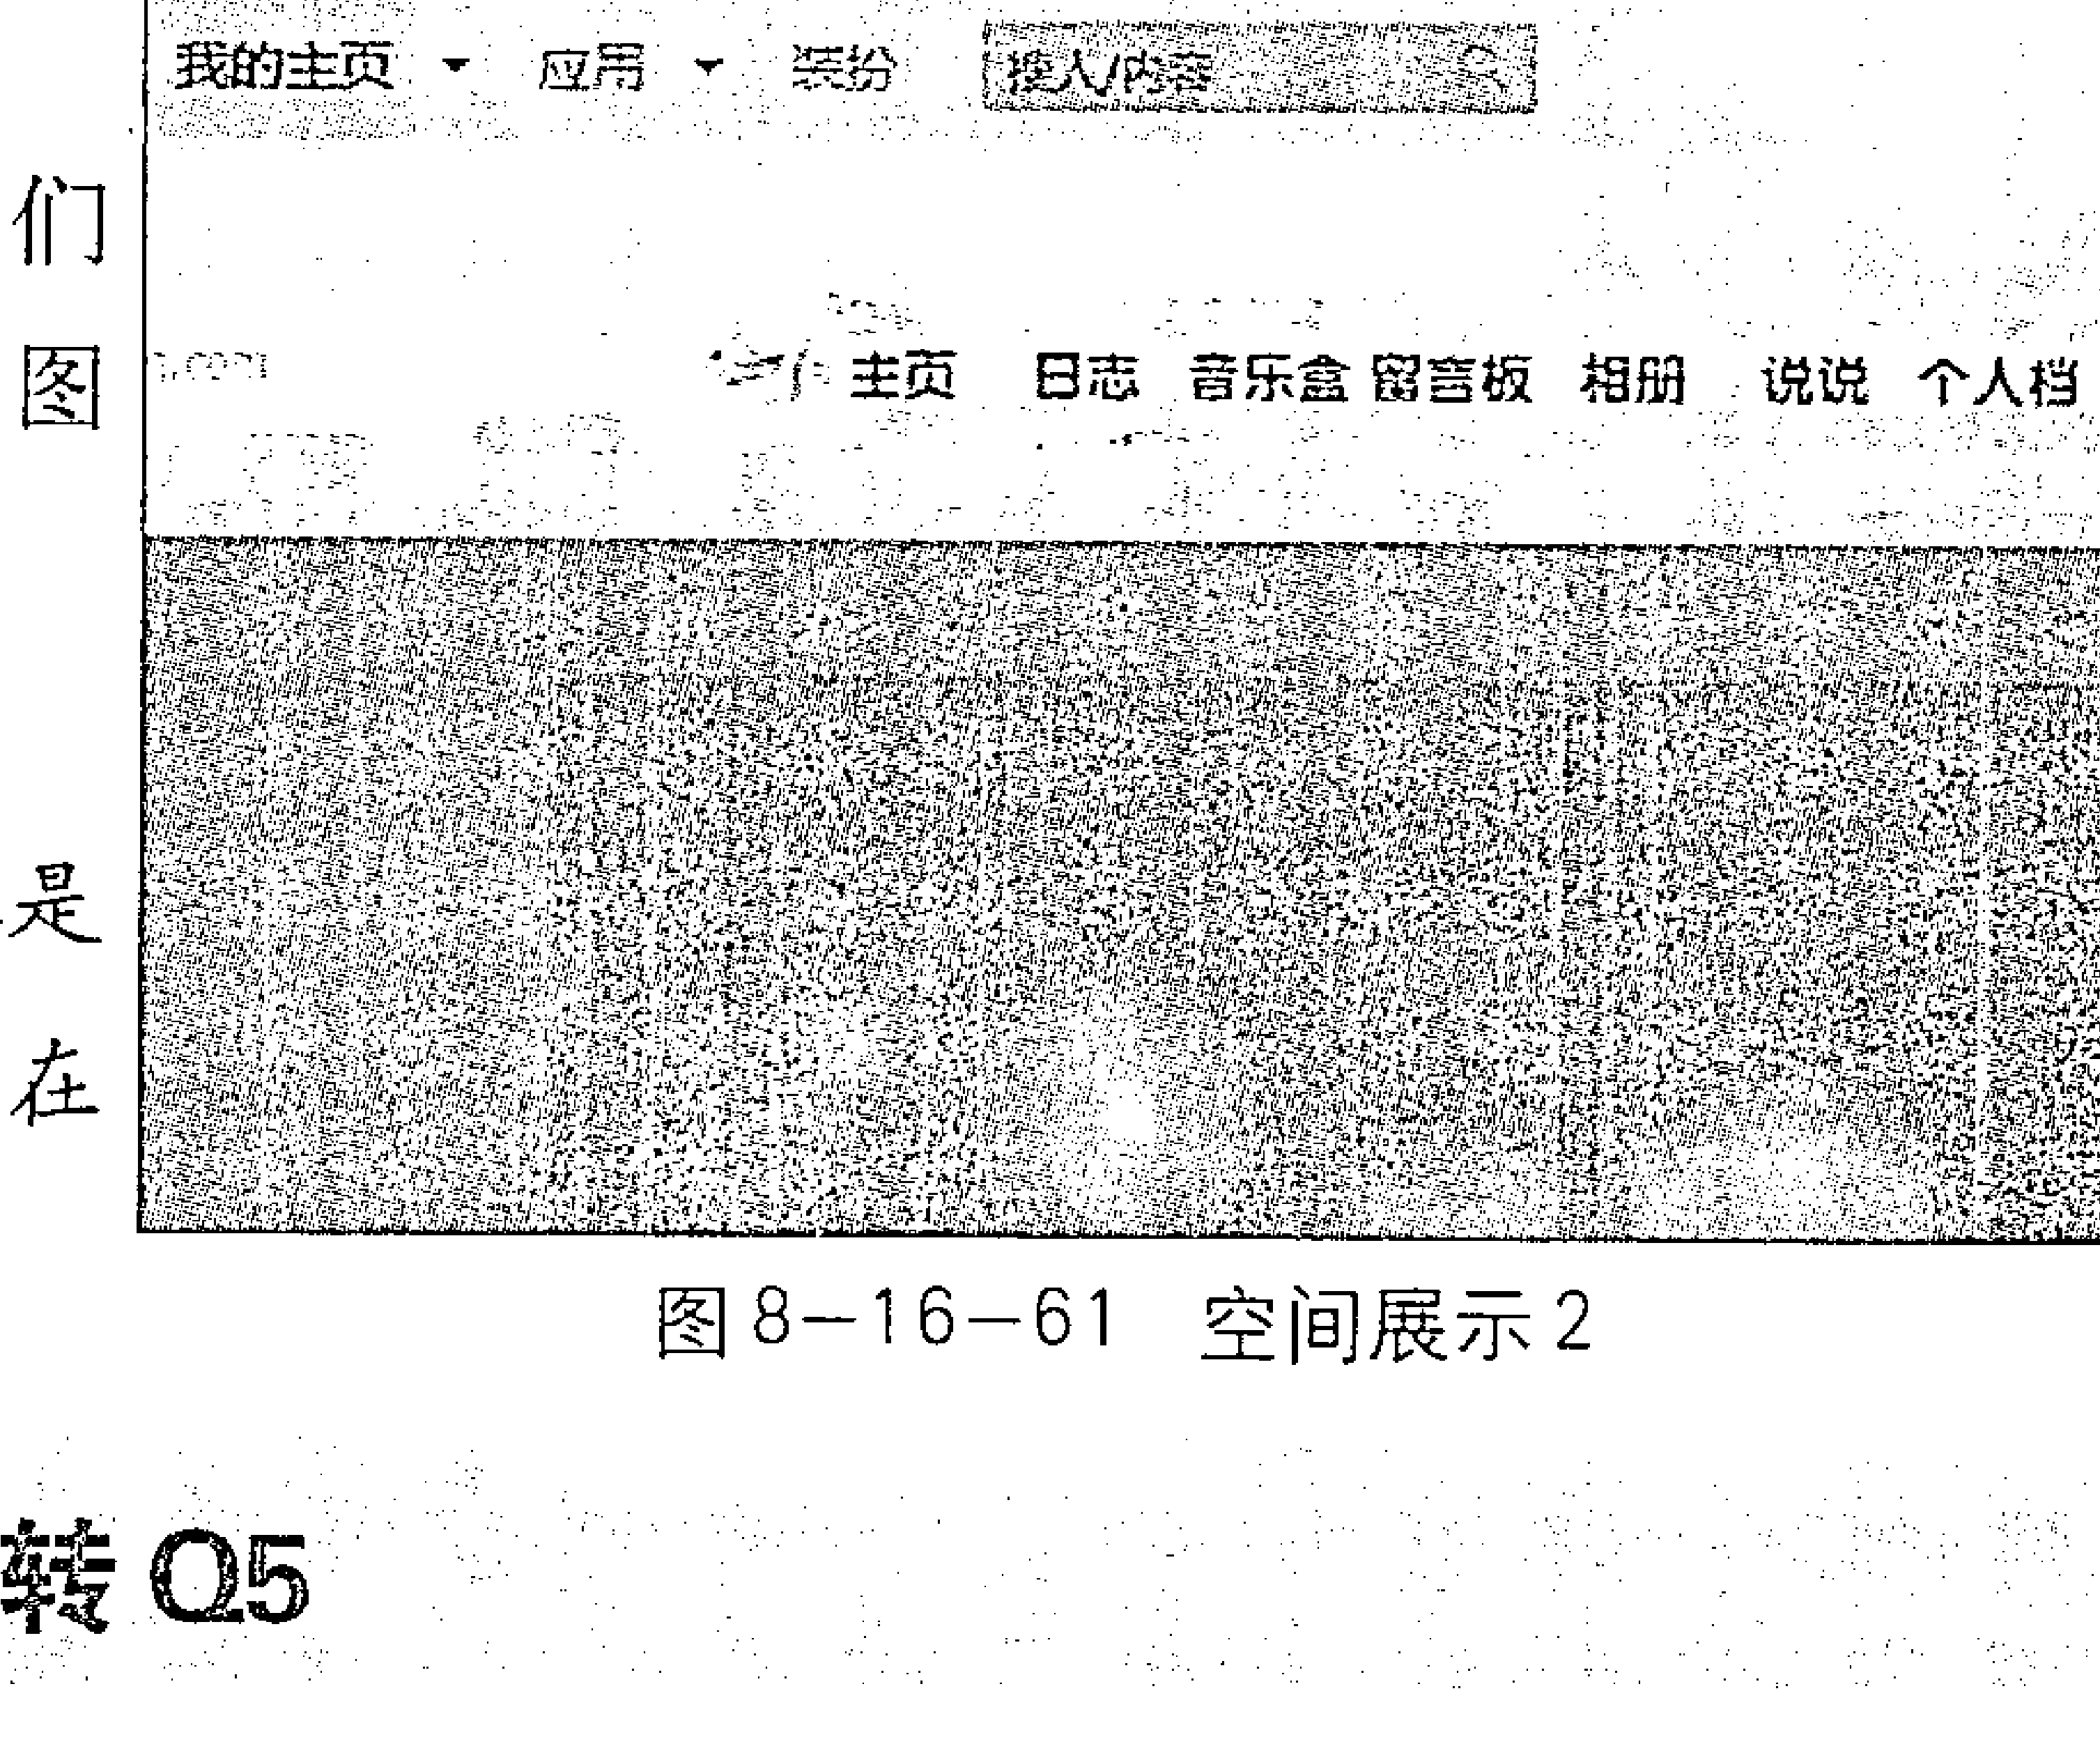 我的主页 应用 装扮 搜人/内容
们
图
主页 日志 音乐盒 留言板 相册 说说 个人档
是
在
图8-16-61 空间展示2
转 Q5